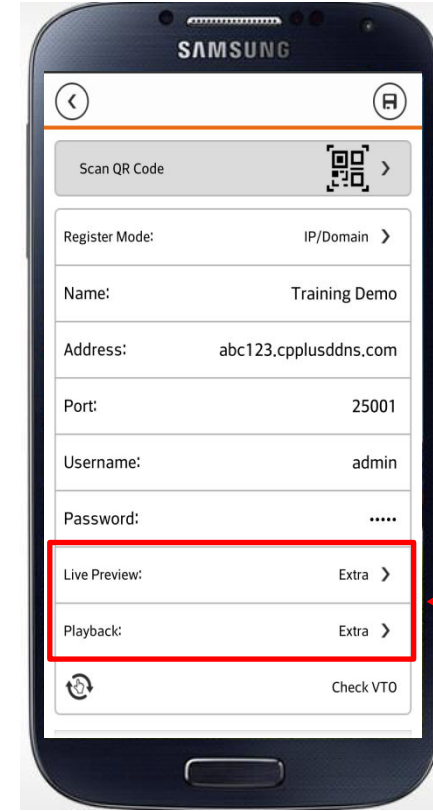 SAMSUNG
Scan QR Code
Register Mode: IP/Domain
Name: Training Demo
Address: abc123.cpplusddns.com
Port: 25001
Username: admin
Password: •••••
Live Preview: Extra
Playback: Extra
Check VTO